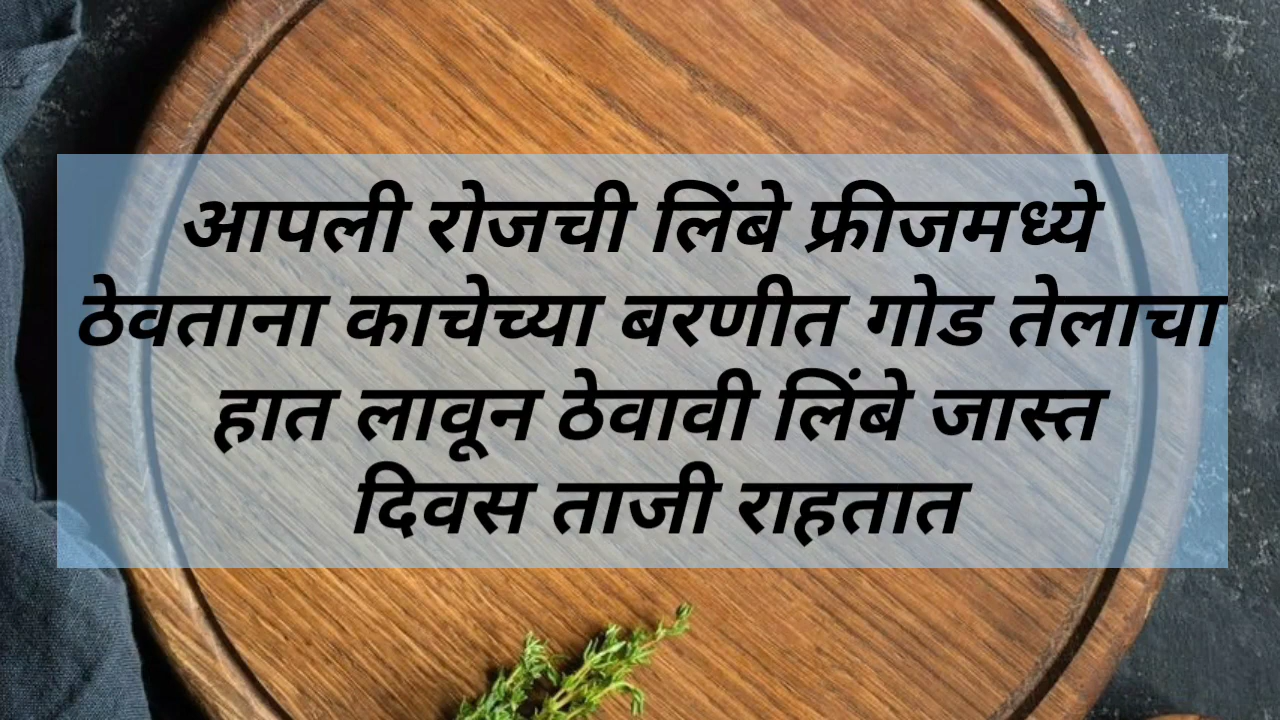 आपली रोजची लिंबे फ्रीजमध्ये
ठेवताना काचेच्या बरणीत गोड तेलाचा
हात लावून ठेवावी लिंबे जास्त
दिवस ताजी राहतात